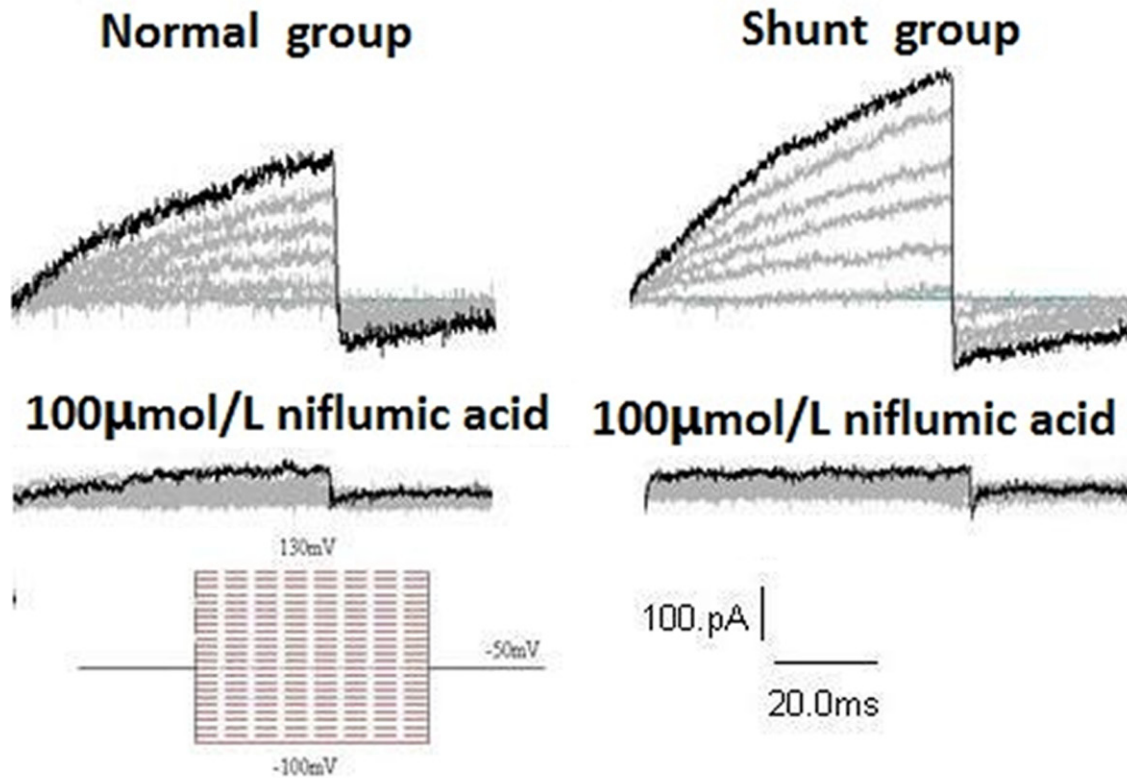 Normal group
Shunt group
100μmol/L niflumic acid
100μmol/L niflumic acid
130mV
-50mV
-100mV
100.pA
20.0ms